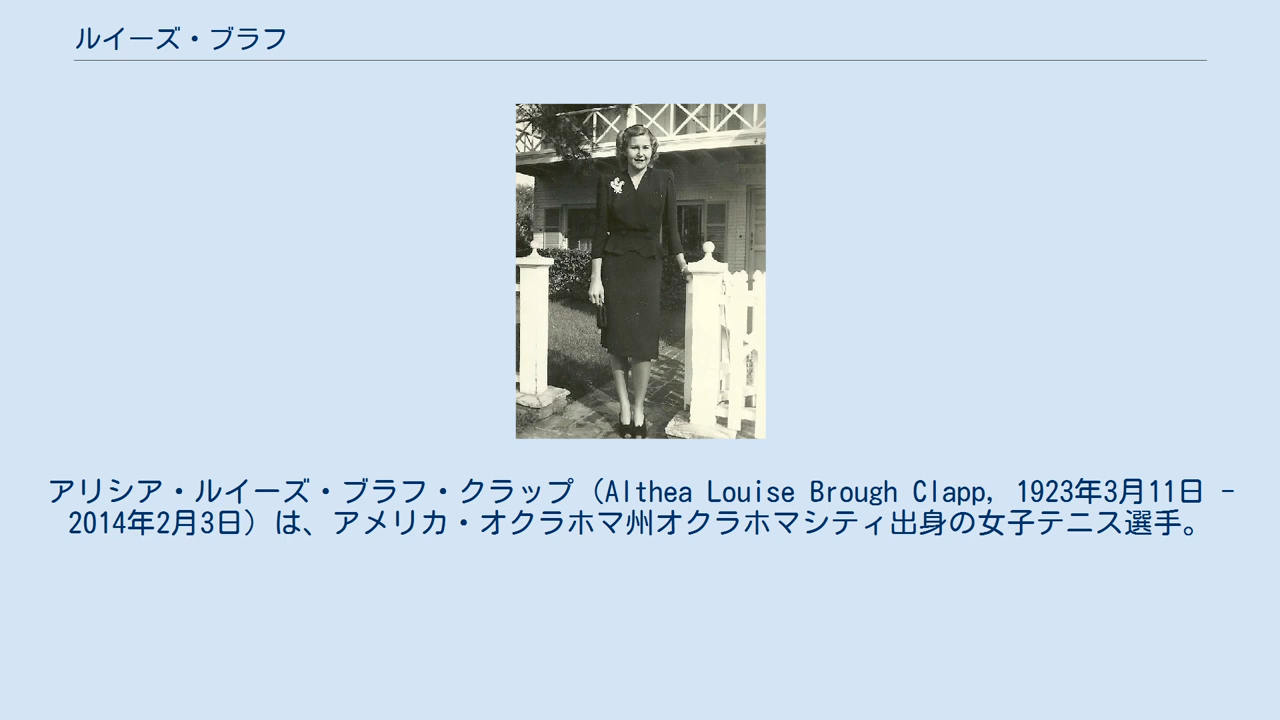 ルイーズ・ブラフ
アリシア・ルイーズ・ブラフ・クラップ（Althea Louise Brough Clapp, 1923年3月11日 -
2014年2月3日）は、アメリカ・オクラホマ州オクラホマシティ出身の女子テニス選手。